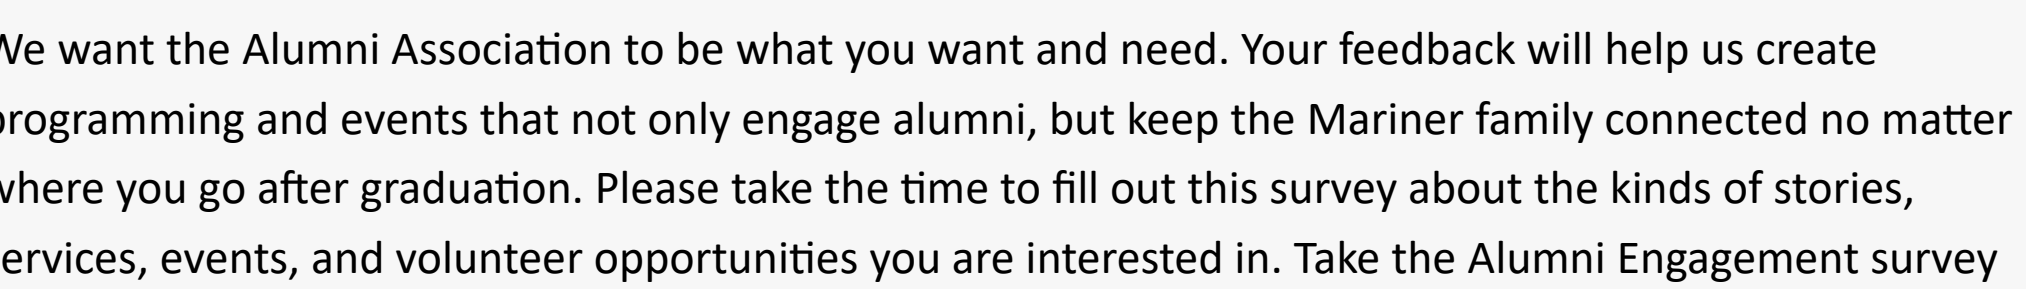 We want the Alumni Association to be what you want and need. Your feedback will help us create
programming and events that not only engage alumni, but keep the Mariner family connected no matter
where you go after graduation. Please take the time to fill out this survey about the kinds of stories,
services, events, and volunteer opportunities you are interested in. Take the Alumni Engagement survey